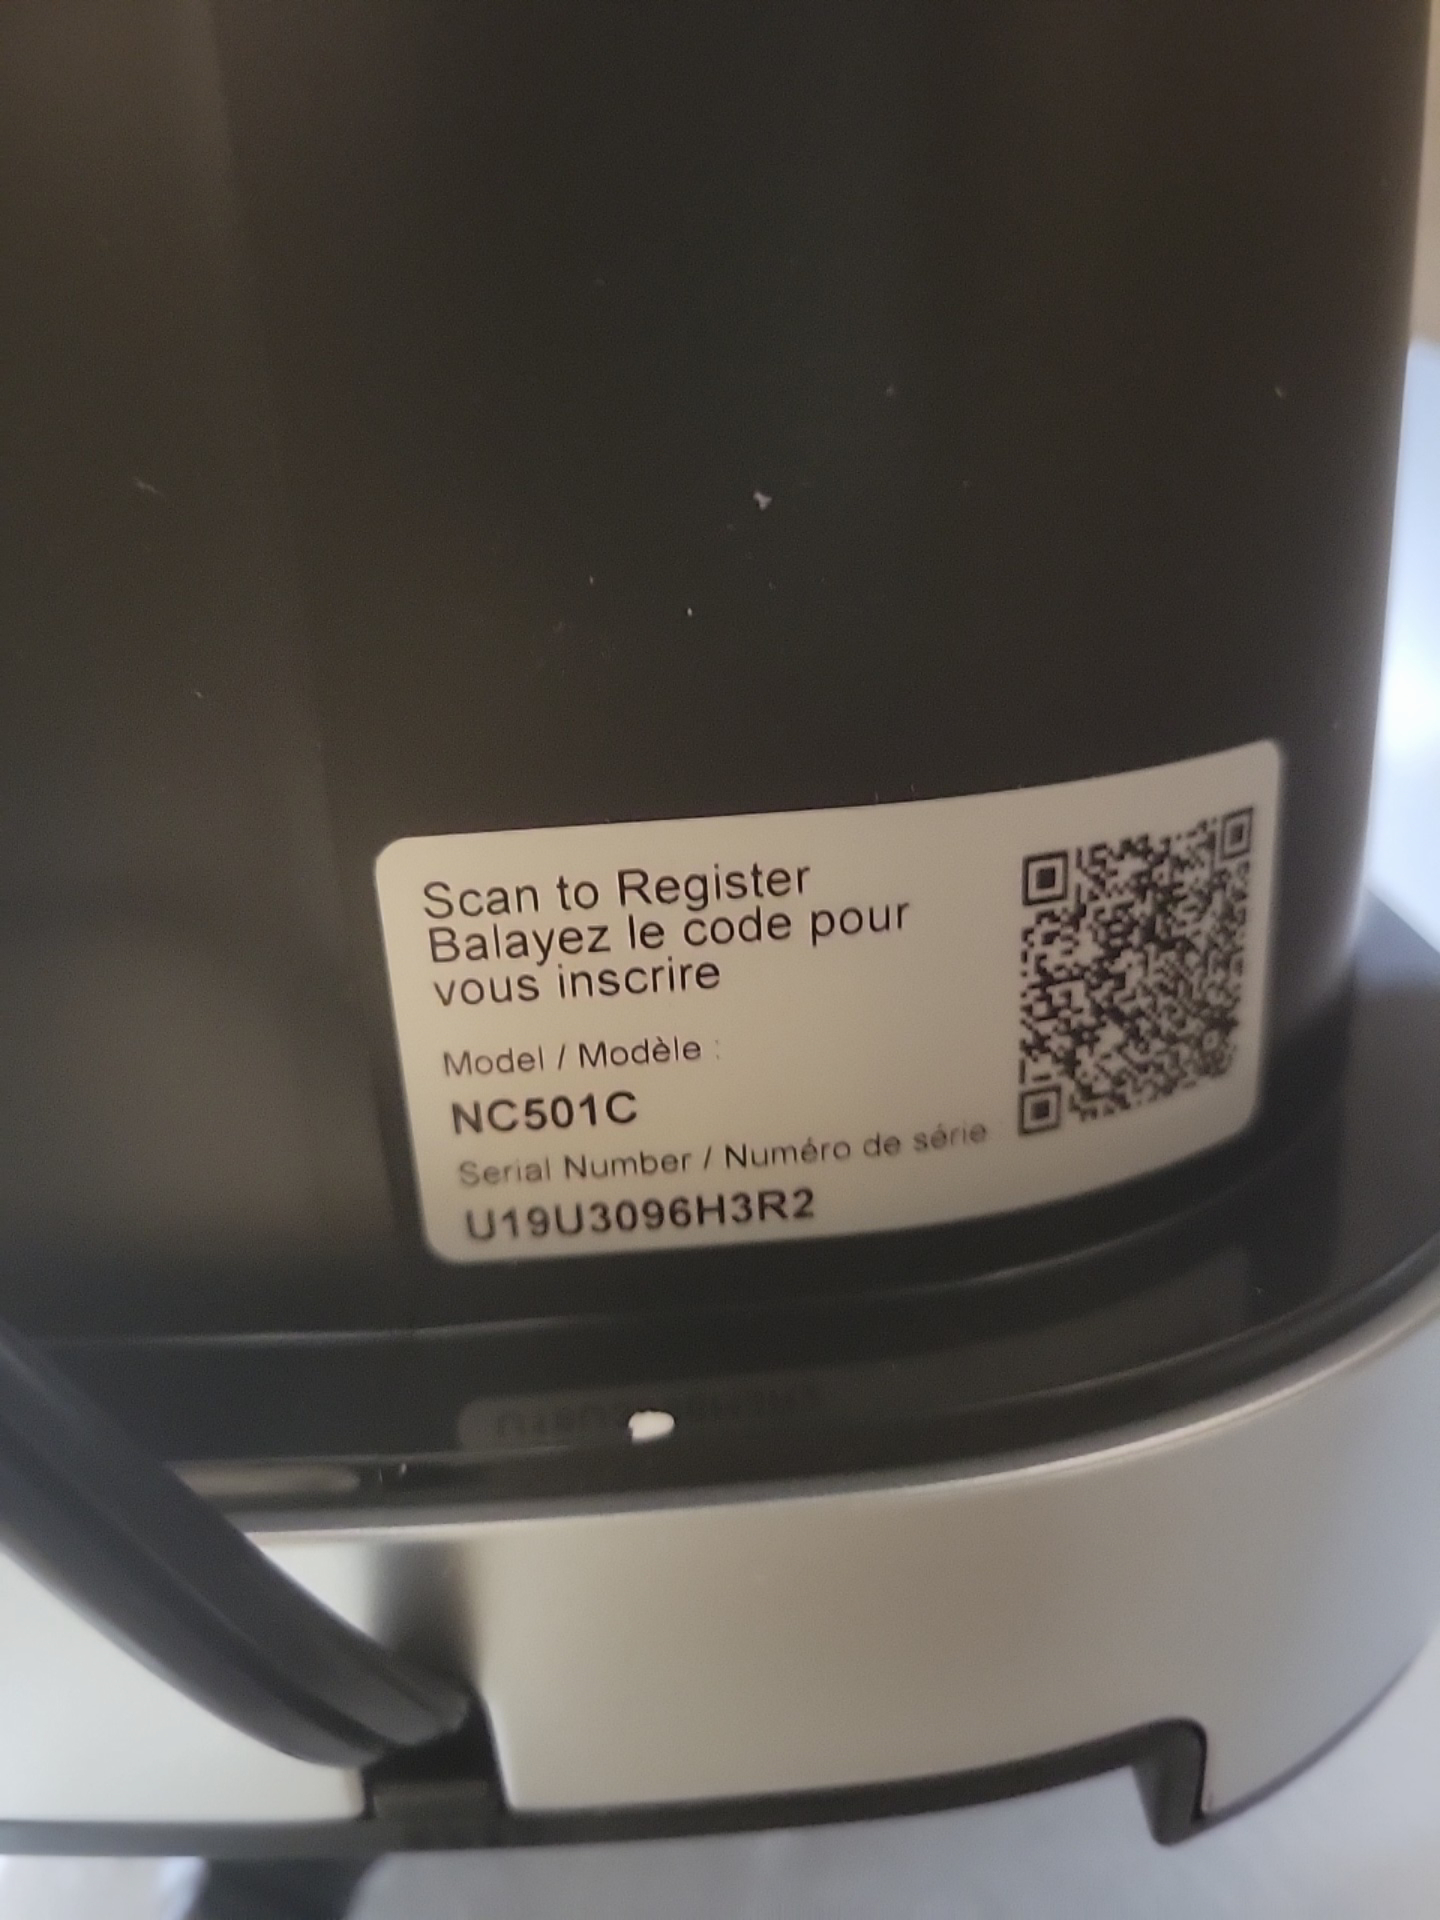 Scan to Register
Balayez le code pour
vous inscrire
Model / Modèle :
NC501C
Serial Number / Numéro de série
U19U3096H3R2